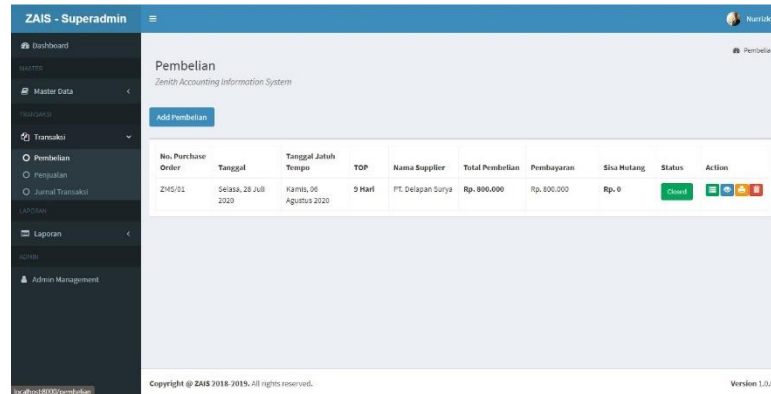 ZAIS - Superadmin
Dashboard
Pembelia
MASTER
Master Data
TRANSAKSI
Transaksi
Pembelian
Penjualan
Jurnal Transaksi
LAPORAN
Laporan
ADMIN
Admin Management
Pembelian
Zenith Accounting Information System
Add Pembelian
No. Purchase Order Tanggal Tanggal Jatuh Tempo TOP Nama Supplier Total Pembelian Pembayaran Sisa Hutang Status Action
ZMS/01 Selasa, 28 Juli 2020 Kamis, 06 Agustus 2020 9 Hari PT. Delapan Surya Rp. 800.000 Rp. 800.000 Rp. 0 Closed
Copyright @ ZAIS 2018-2019. All rights reserved.
Version 1.0.
localhost:8000/pembelian